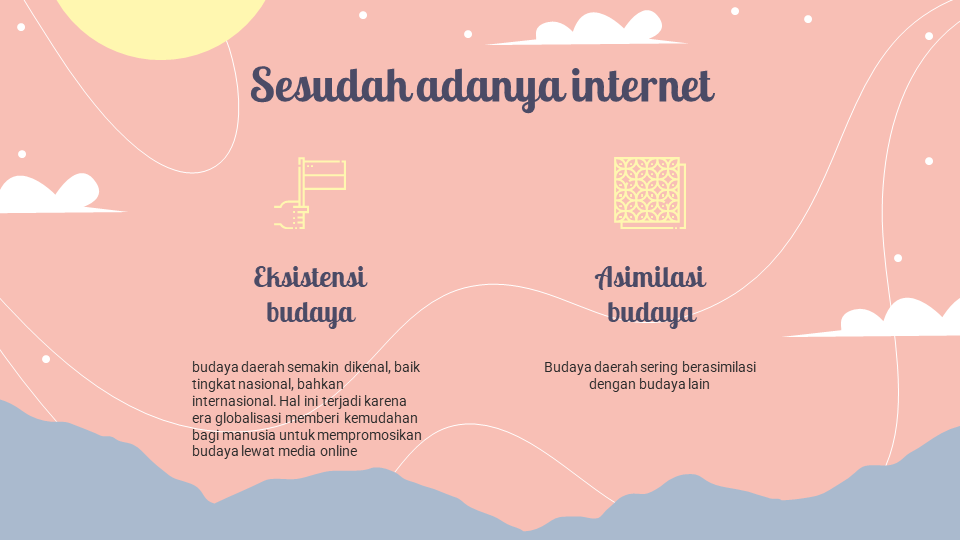 Sesudah adanya internet
Eksistensi
budaya
budaya daerah semakin dikenal, baik
tingkat nasional, bahkan
internasional. Hal ini terjadi karena
era globalisasi memberi kemudahan
bagi manusia untuk mempromosikan
budaya lewat media online
Asimilasi
budaya
Budaya daerah sering berasimilasi
dengan budaya lain